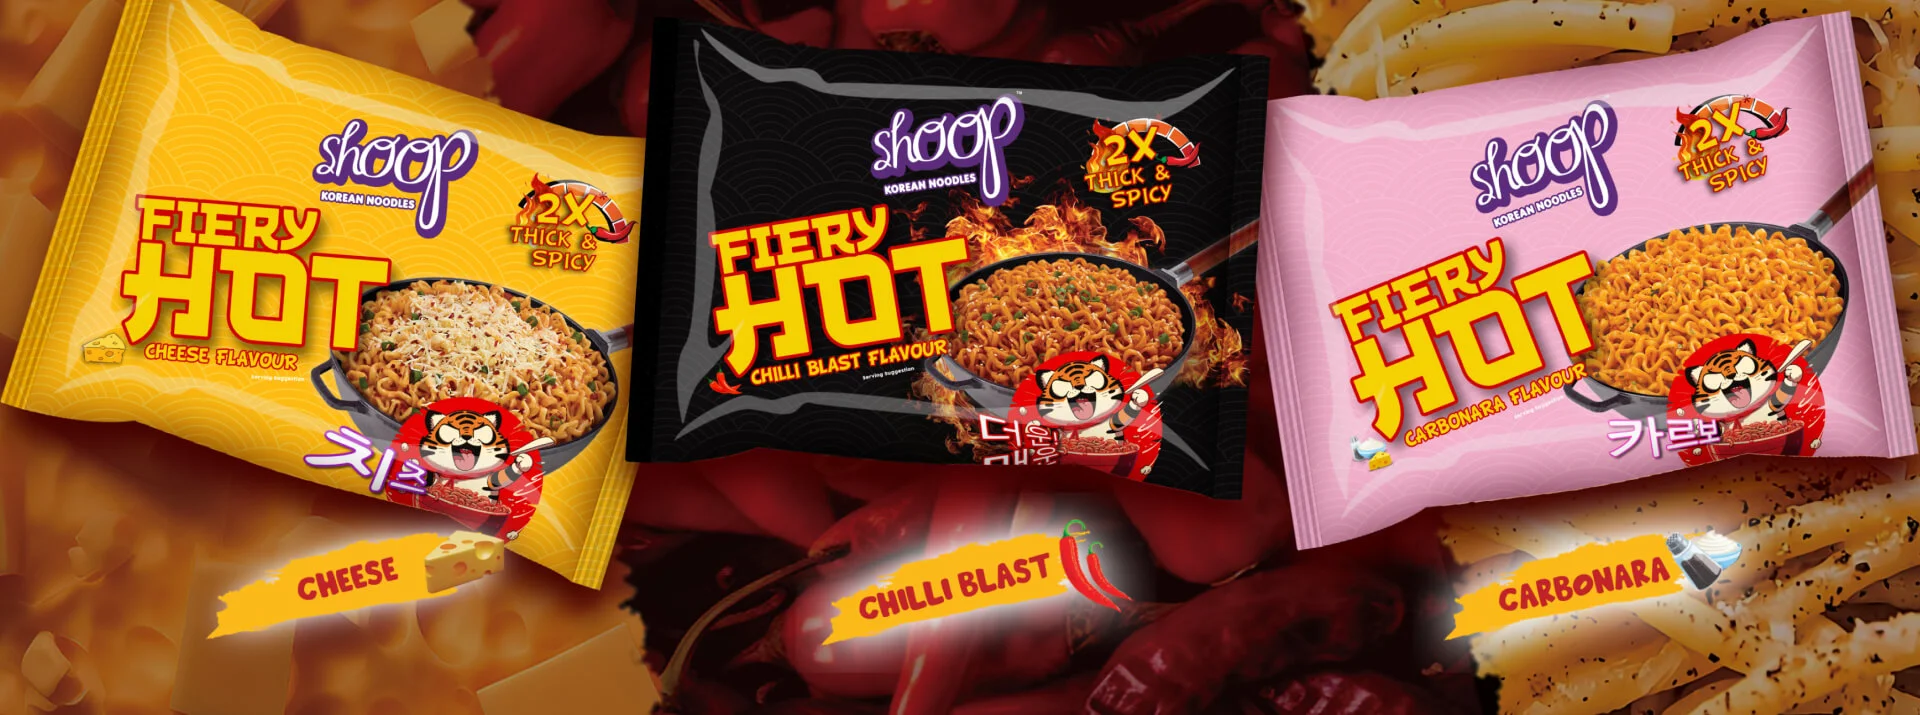 shoop
KOREAN NOODLES
2X
THICK &
SPICY
FIERY
HOT
CHEESE FLAVOUR
serving suggestion
치즈
CHEESE
shoop
™
KOREAN NOODLES
2X
THICK &
SPICY
FIERY
HOT
CHILLI BLAST FLAVOUR
serving suggestion
더
CHILLI BLAST
shoop
KOREAN NOODLES
2X
THICK &
SPICY
FIERY
HOT
CARBONARA FLAVOUR
serving suggestion
카르보
CARBONARA